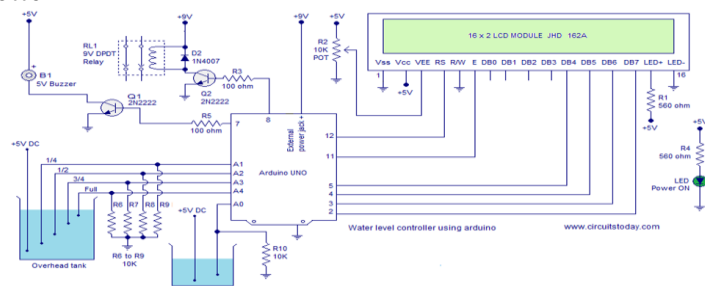 +5V
+9V
+9V
RL1
9V DPDT
Relay
D2
1N4007
B1
5V Buzzer
Q1
2N2222
Q2
2N2222
R3
100 ohm
R5
100 ohm
7
8
External
power jack +
Arduino UNO
12
11
5
4
3
2
A1
A2
A3
A4
A0
+5V
R2
10K
POT
16 x 2 LCD MODULE JHD 162A
Vss Vcc VEE RS R/W E DB0 DB1 DB2 DB3 DB4 DB5 DB6 DB7 LED+ LED-
1
16
+5V
R1
560 ohm
+5V
+5V
R4
560 ohm
LED
Power ON
+5V DC
1/4
1/2
3/4
Full
R6 R7 R8 R9
R6 to R9
10K
Overhead tank
+5V DC
R10
10K
Water level controller using arduino
www.circuitstoday.com